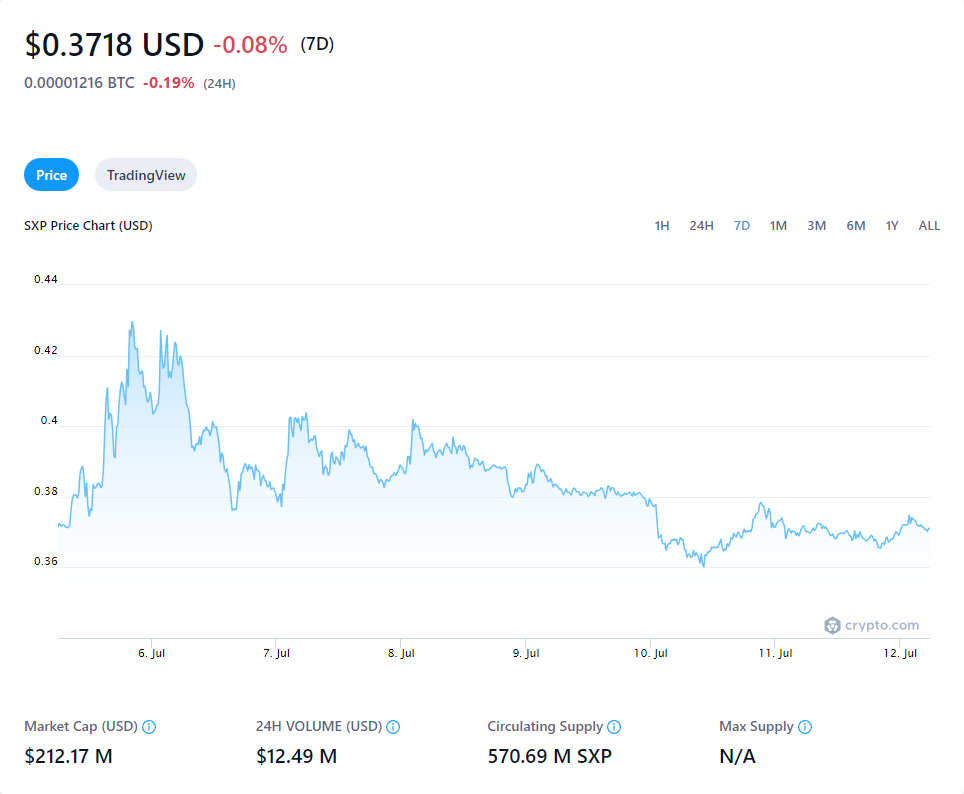 $0.3718 USD -0.08% (7D)
0.00001216 BTC -0.19% (24H)
Price TradingView
SXP Price Chart (USD) 1H 24H 7D 1M 3M 6M 1Y ALL
0.44
0.42
0.4
0.38
0.36
crypto.com
6. Jul 7. Jul 8. Jul 9. Jul 10. Jul 11. Jul 12. Jul
Market Cap (USD) 24H VOLUME (USD) Circulating Supply Max Supply
$212.17 M $12.49 M 570.69 M SXP N/A